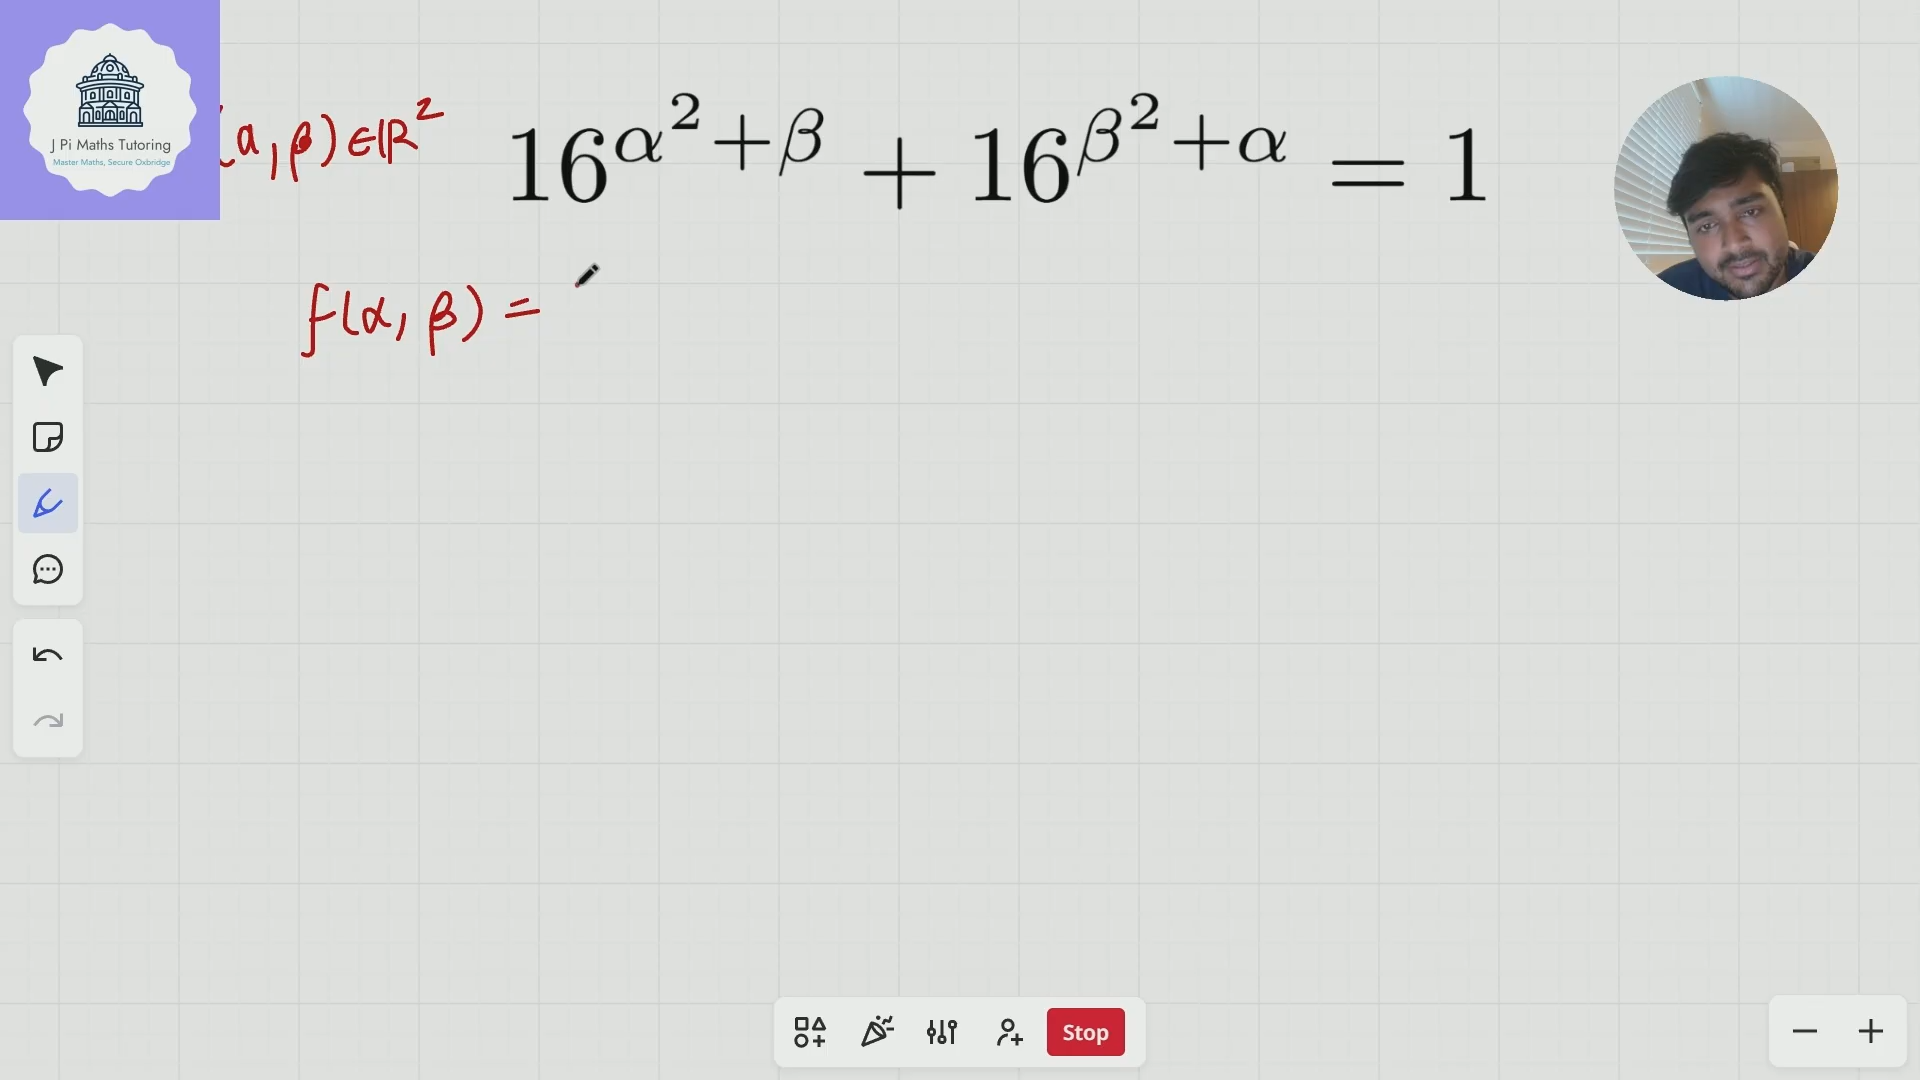 J Pi Maths Tutoring
Master Maths, Secure Oxbridge
(α, β) ∈ ℝ²
16^{α²+β} + 16^{β²+α} = 1
f(α, β) =
Stop